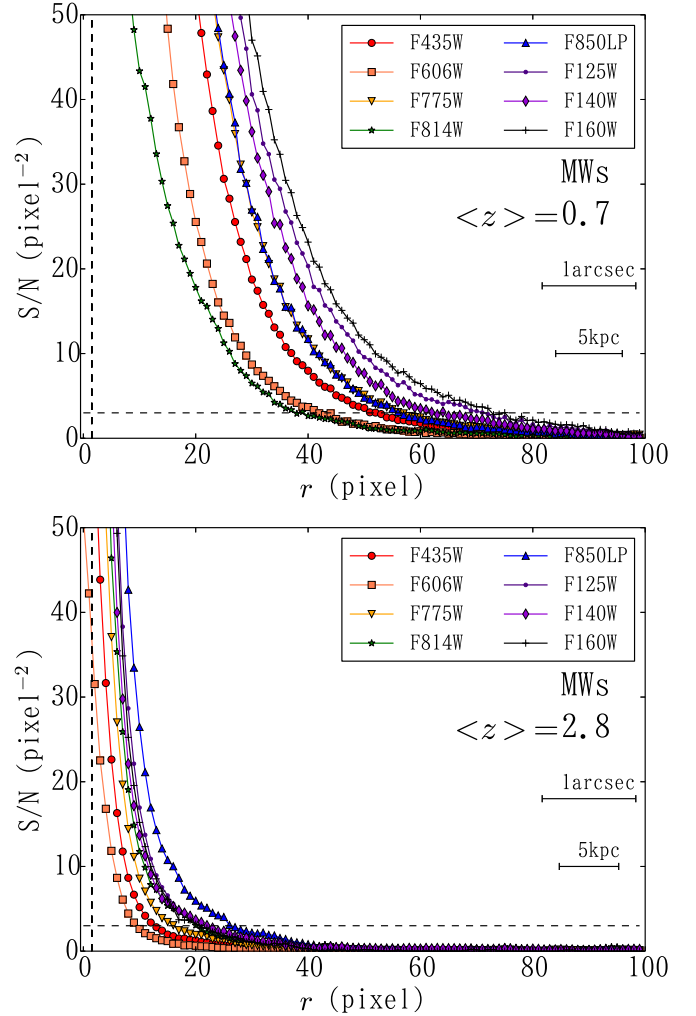 50
40
30
20
10
0
S/N (pixel⁻²)
F435W
F606W
F775W
F814W
F850LP
F125W
F140W
F160W
MWs
<z>=0.7
1arcsec
5kpc
0 20 40 60 80 100
r (pixel)
50
40
30
20
10
0
S/N (pixel⁻²)
F435W
F606W
F775W
F814W
F850LP
F125W
F140W
F160W
MWs
<z>=2.8
1arcsec
5kpc
0 20 40 60 80 100
r (pixel)